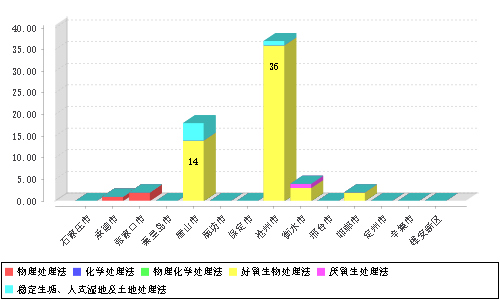 40.00
35.00
30.00
25.00
20.00
15.00
10.00
5.00
0.00
36
14
石家庄市
承德市
张家口市
秦皇岛市
唐山市
廊坊市
保定市
沧州市
衡水市
邢台市
邯郸市
定州市
辛集市
雄安新区
物理处理法 化学处理法 物理化学处理法 好氧生物处理法 厌氧生处理法
稳定生塘、人工湿地及土地处理法